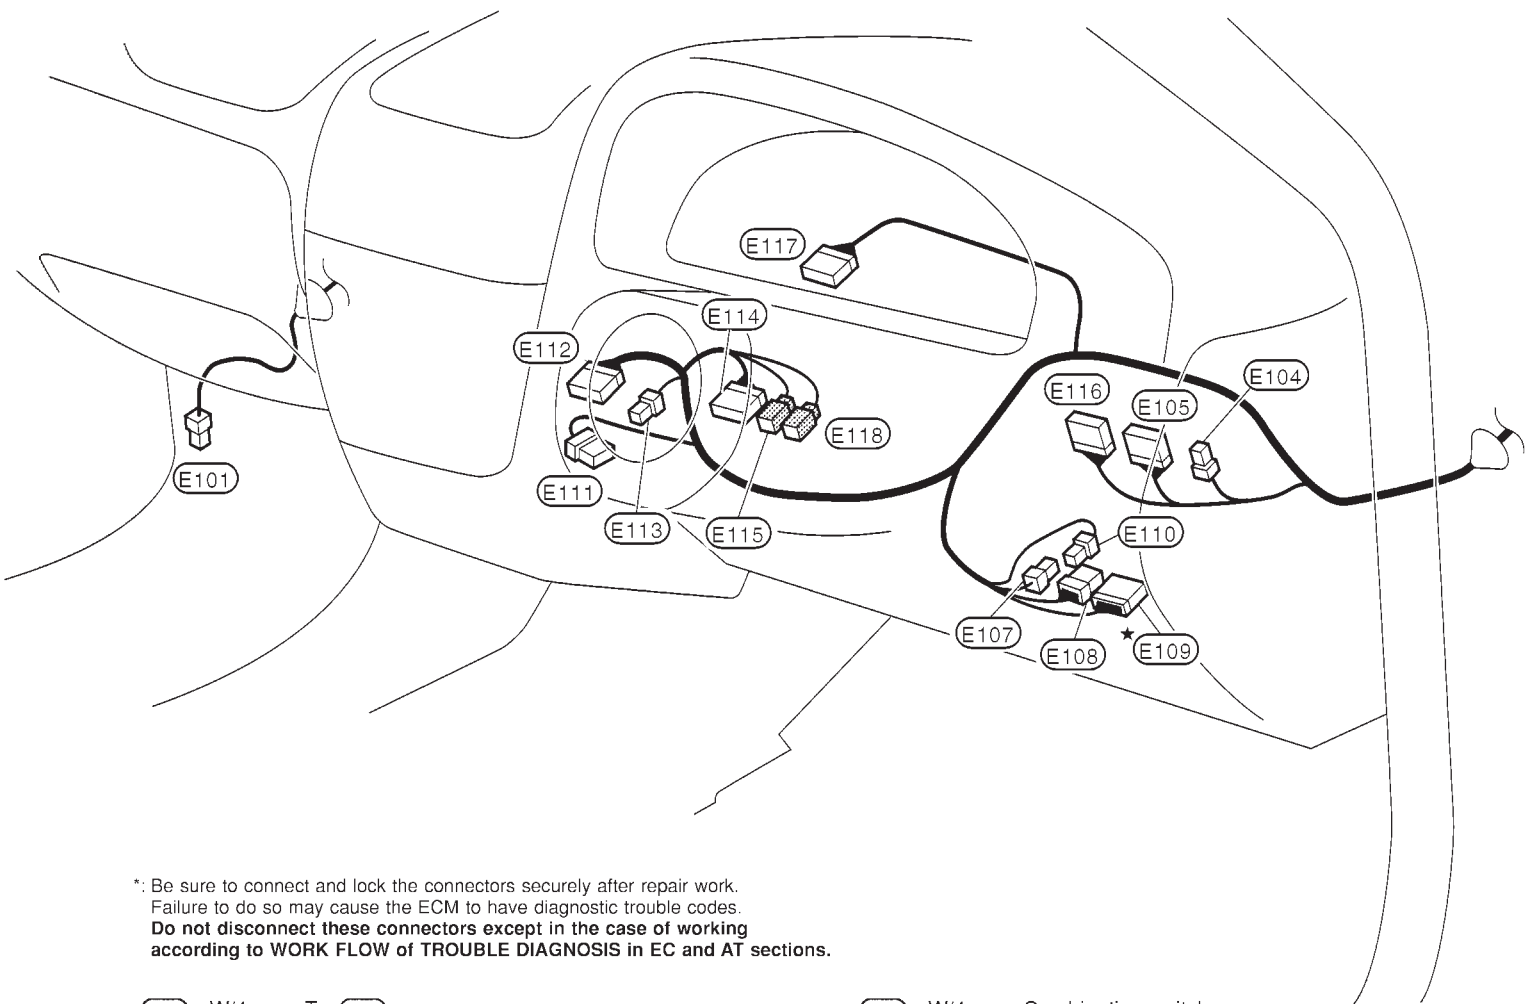 E117
E114
E112
E104
E116
E105
E118
E101
E111
E113
E115
E110
E107
E108
★ E109
*: Be sure to connect and lock the connectors securely after repair work.
Failure to do so may cause the ECM to have diagnostic trouble codes.
Do not disconnect these connectors except in the case of working
according to WORK FLOW of TROUBLE DIAGNOSIS in EC and AT sections.